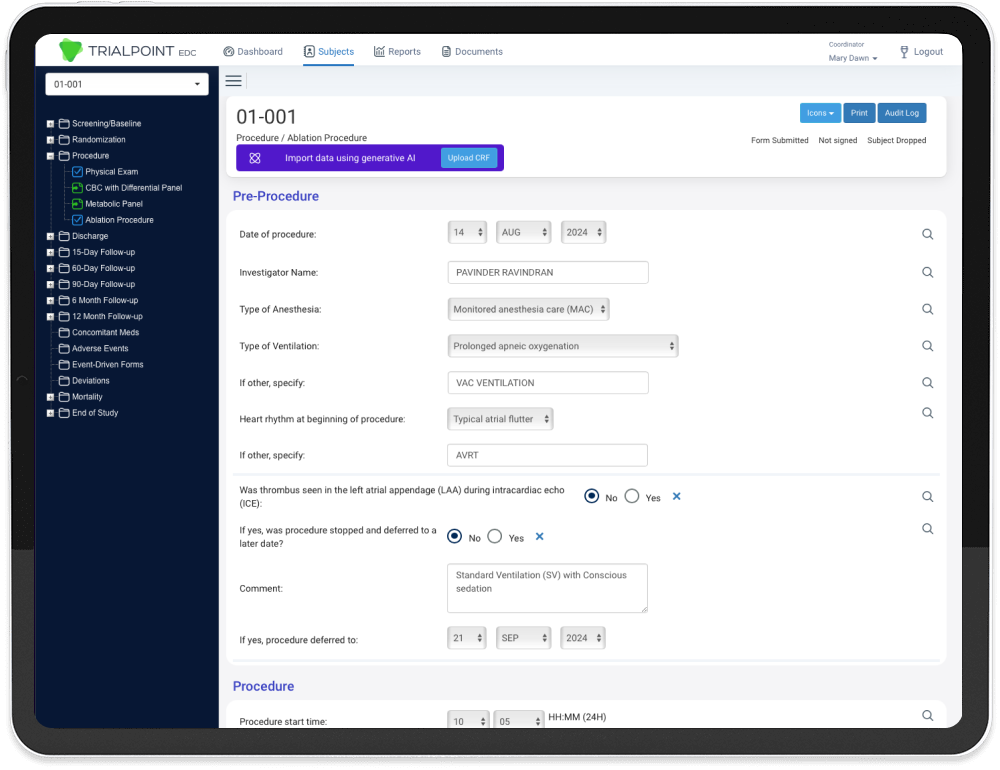 TRIALPOINT EDC
Dashboard
Subjects
Reports
Documents
Coordinator
Mary Dawn
Logout
01-001
Screening/Baseline
Randomization
Procedure
Physical Exam
CBC with Differential Panel
Metabolic Panel
Ablation Procedure
Discharge
15-Day Follow-up
60-Day Follow-up
90-Day Follow-up
6 Month Follow-up
12 Month Follow-up
Concomitant Meds
Adverse Events
Event-Driven Forms
Deviations
Mortality
End of Study
01-001
Icons
Print
Audit Log
Procedure / Ablation Procedure
Form Submitted Not signed Subject Dropped
Import data using generative AI
Upload CRF
Pre-Procedure
Date of procedure: 14 AUG 2024
Investigator Name: PAVINDER RAVINDRAN
Type of Anesthesia: Monitored anesthesia care (MAC)
Type of Ventilation: Prolonged apneic oxygenation
If other, specify: VAC VENTILATION
Heart rhythm at beginning of procedure: Typical atrial flutter
If other, specify: AVRT
Was thrombus seen in the left atrial appendage (LAA) during intracardiac echo
(ICE):
No Yes
If yes, was procedure stopped and deferred to a
later date?
No Yes
Comment:
Standard Ventilation (SV) with Conscious
sedation
If yes, procedure deferred to: 21 SEP 2024
Procedure
Procedure start time: 10 05 HH:MM (24H)